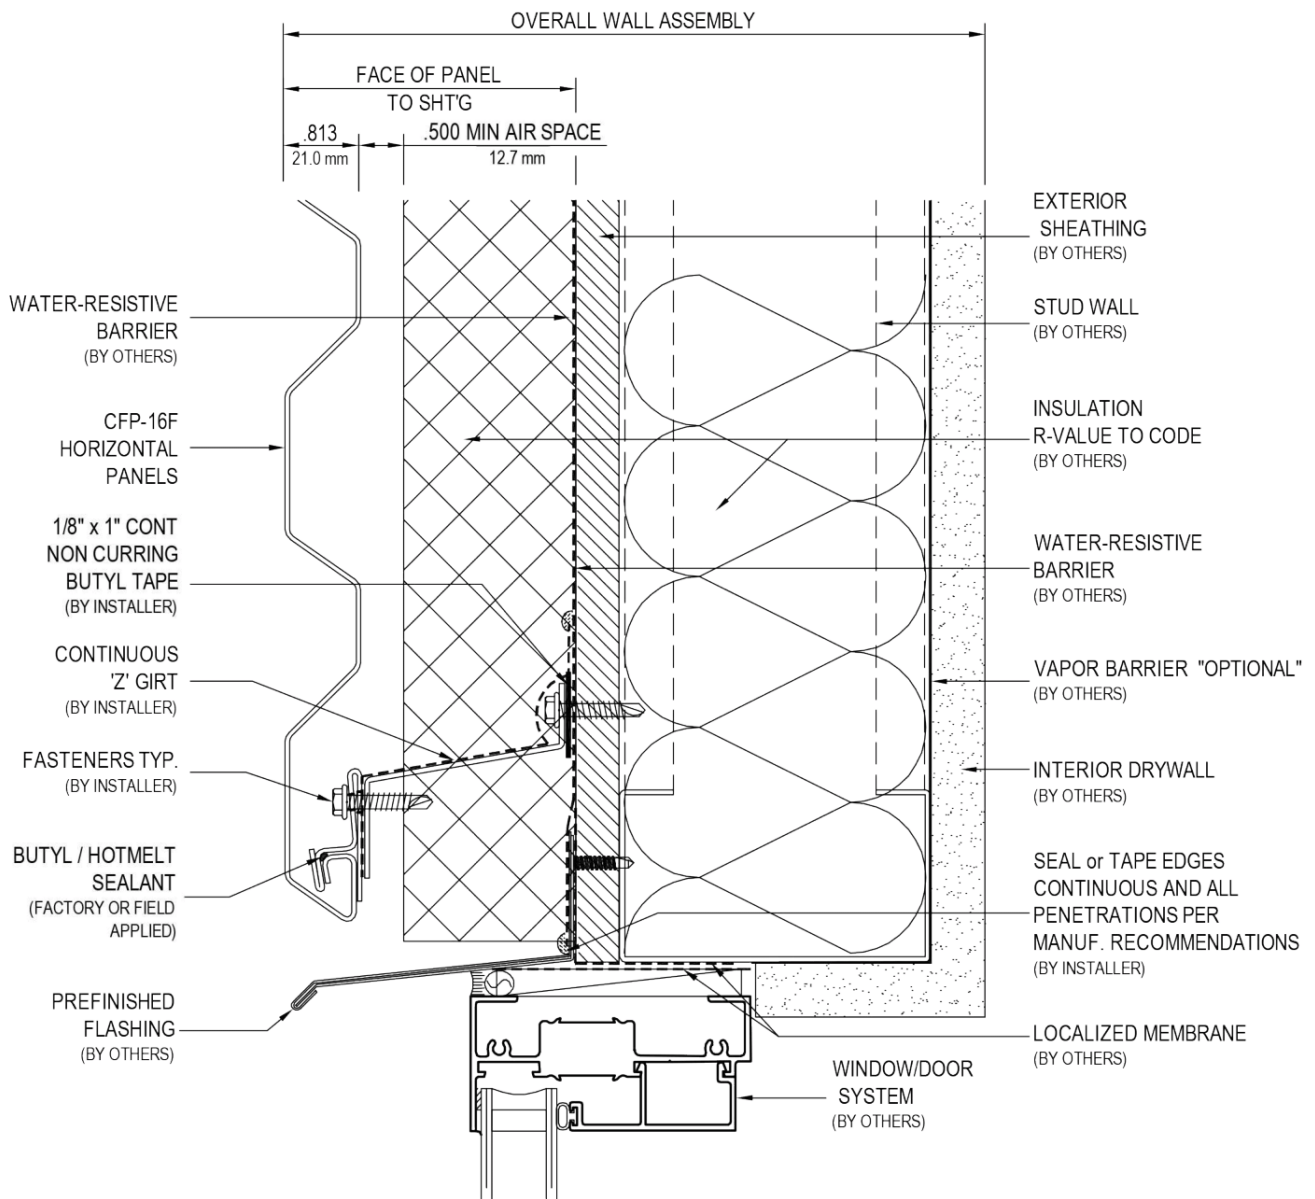 OVERALL WALL ASSEMBLY
FACE OF PANEL
TO SHT'G
.813
21.0 mm
.500 MIN AIR SPACE
12.7 mm
WATER-RESISTIVE
BARRIER
(BY OTHERS)
CFP-16F
HORIZONTAL
PANELS
1/8" x 1" CONT
NON CURRING
BUTYL TAPE
(BY INSTALLER)
CONTINUOUS
'Z' GIRT
(BY INSTALLER)
FASTENERS TYP.
(BY INSTALLER)
BUTYL / HOTMELT
SEALANT
(FACTORY OR FIELD
APPLIED)
PREFINISHED
FLASHING
(BY OTHERS)
EXTERIOR
SHEATHING
(BY OTHERS)
STUD WALL
(BY OTHERS)
INSULATION
R-VALUE TO CODE
(BY OTHERS)
WATER-RESISTIVE
BARRIER
(BY OTHERS)
VAPOR BARRIER "OPTIONAL"
(BY OTHERS)
INTERIOR DRYWALL
(BY OTHERS)
SEAL or TAPE EDGES
CONTINUOUS AND ALL
PENETRATIONS PER
MANUF. RECOMMENDATIONS
(BY INSTALLER)
LOCALIZED MEMBRANE
(BY OTHERS)
WINDOW/DOOR
SYSTEM
(BY OTHERS)